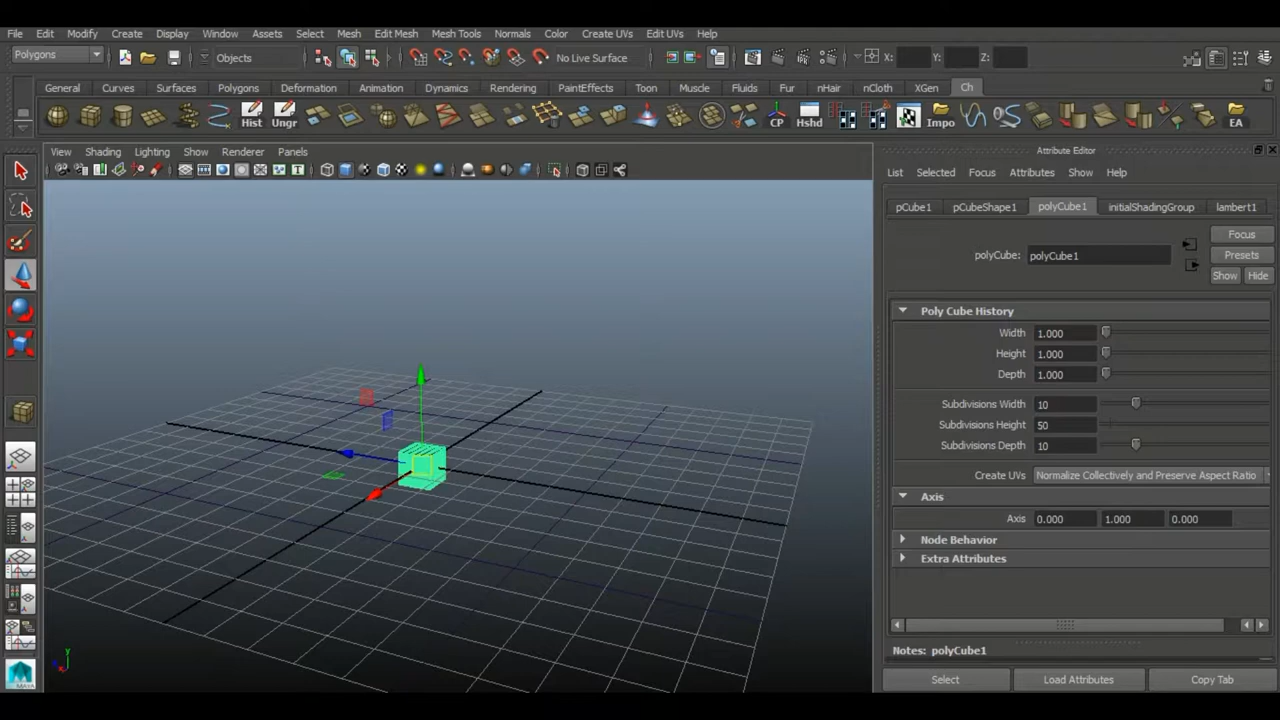 File Edit Modify Create Display Window Assets Select Mesh Edit Mesh Mesh Tools Normals Color Create UVs Edit UVs Help
Polygons Objects No Live Surface X: Y: Z:
General Curves Surfaces Polygons Deformation Animation Dynamics Rendering PaintEffects Toon Muscle Fluids Fur nHair nCloth XGen Ch
Hist Ungr CP Hshd Impo EA
View Shading Lighting Show Renderer Panels
Attribute Editor
List Selected Focus Attributes Show Help
pCube1 pCubeShape1 polyCube1 initialShadingGroup lambert1
Focus
polyCube: polyCube1 Presets
Show Hide
Poly Cube History
Width 1.000
Height 1.000
Depth 1.000
Subdivisions Width 10
Subdivisions Height 50
Subdivisions Depth 10
Create UVs Normalize Collectively and Preserve Aspect Ratio
Axis
Axis 0.000 1.000 0.000
Node Behavior
Extra Attributes
Notes: polyCube1
Select Load Attributes Copy Tab
y
MAYA